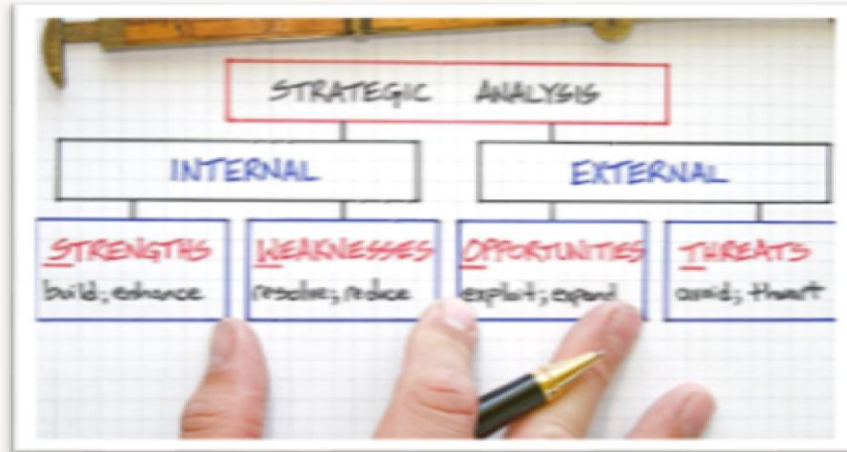 STRATEGIC ANALYSIS
INTERNAL
EXTERNAL
STRENGTHS
build; enhance
WEAKNESSES
resolve; reduce
OPPORTUNITIES
exploit; expand
THREATS
avoid; thwart